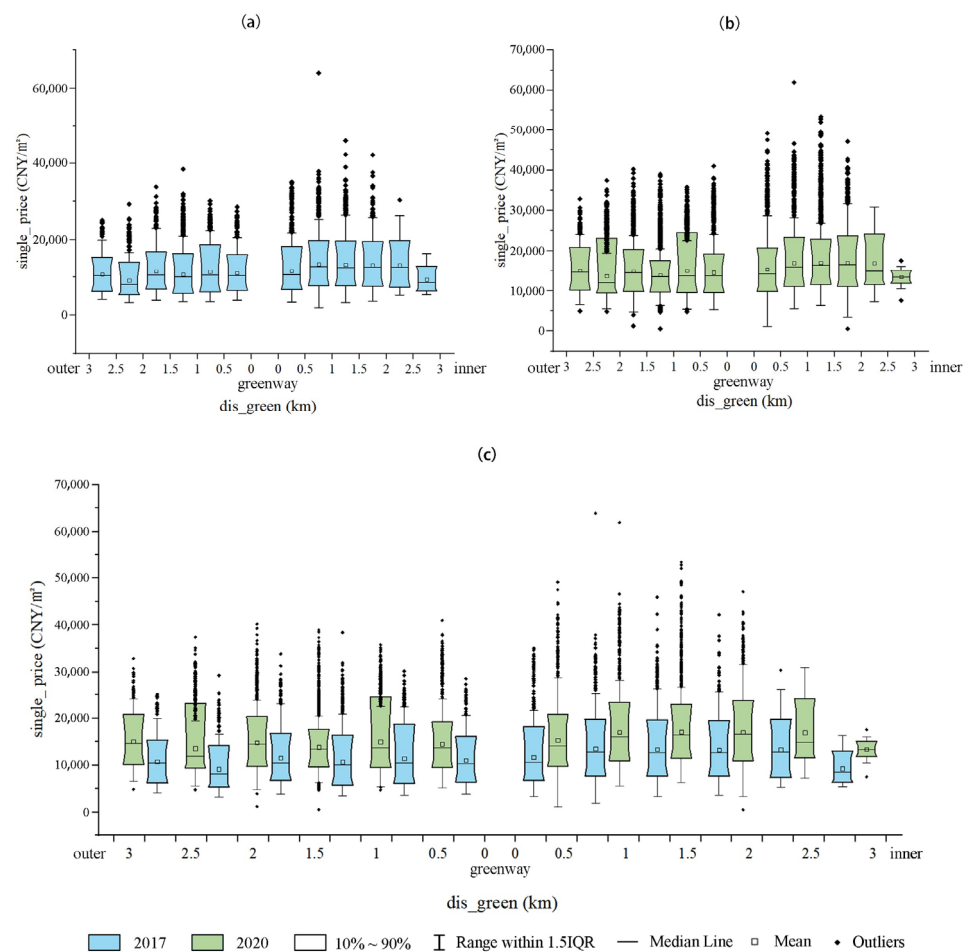 (a)
60,000
40,000
20,000
0
single_price (CNY/m²)
outer 3 2.5 2 1.5 1 0.5 0 0 0.5 1 1.5 2 2.5 3 inner
greenway
dis_green (km)
(b)
70,000
60,000
50,000
40,000
30,000
20,000
10,000
0
single_price (CNY/m²)
outer 3 2.5 2 1.5 1 0.5 0 0 0.5 1 1.5 2 2.5 3 inner
greenway
dis_green (km)
(c)
70,000
60,000
50,000
40,000
30,000
20,000
10,000
0
single_price (CNY/m²)
outer 3 2.5 2 1.5 1 0.5 0 0 0.5 1 1.5 2 2.5 3 inner
greenway
dis_green (km)
2017 2020 10%~90% Range within 1.5IQR Median Line Mean Outliers